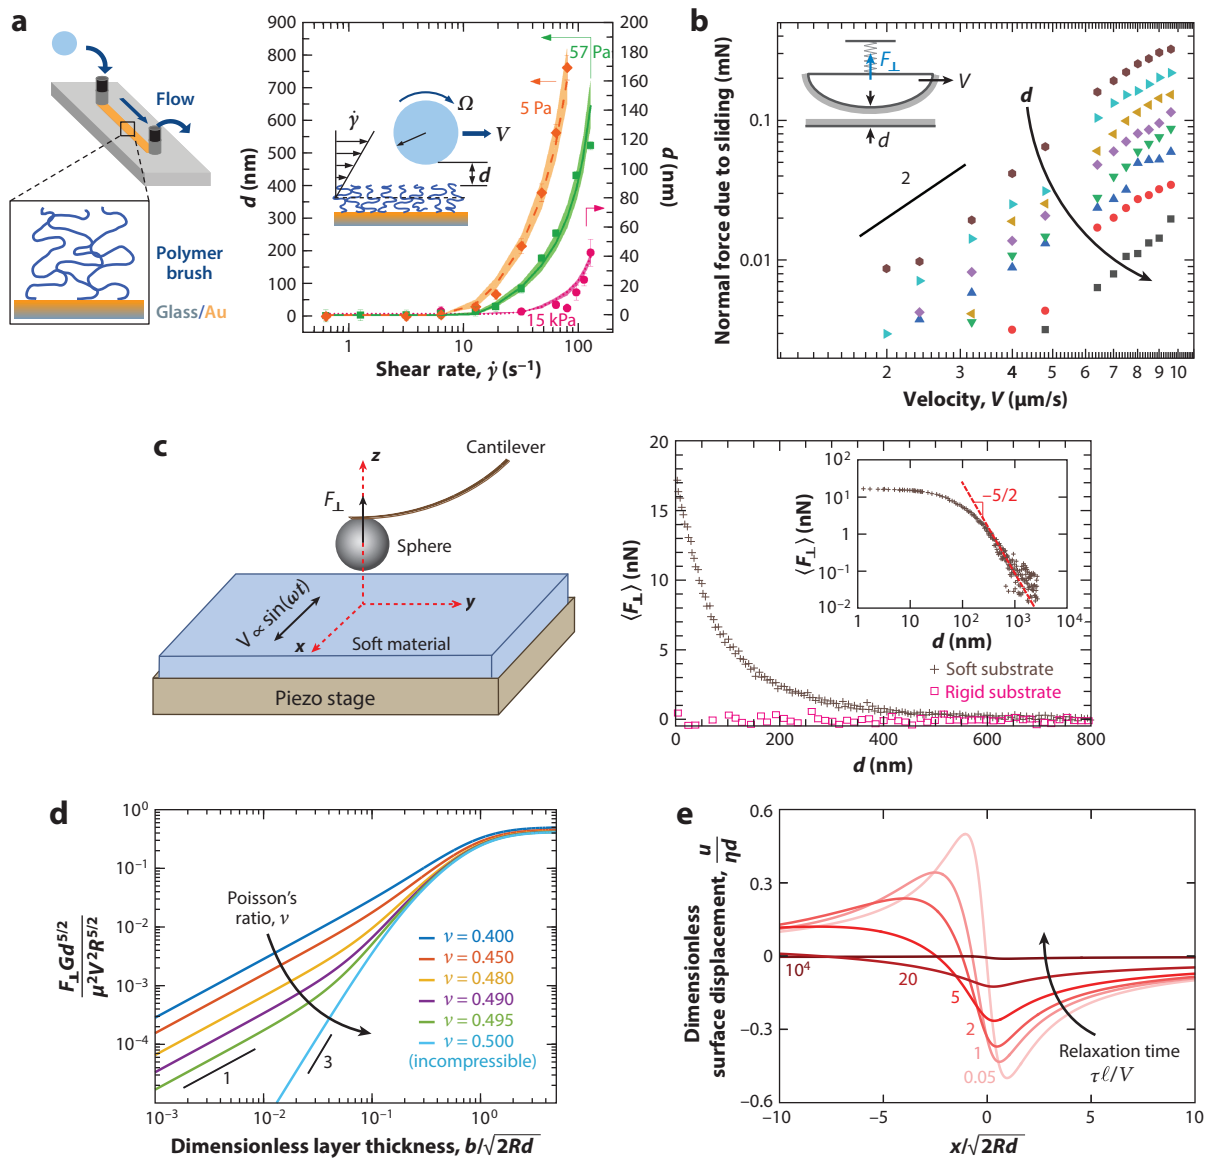 a
Flow
Polymer
brush
Glass/Au
d (nm)
900
800
700
600
500
400
300
200
100
0
1
10
100
Shear rate, γ̇ (s⁻¹)
200
180
160
140
120
100
80
60
40
20
0
d (nm)
57 Pa
5 Pa
15 kPa
γ̇
Ω
V
d
b
Normal force due to sliding (mN)
0.1
0.01
2
3
4
5
6
7
8
9
10
Velocity, V (μm/s)
F⊥
V
d
d
2
c
Cantilever
z
F⊥
Sphere
V ∝ sin(ωt)
y
x
Soft material
Piezo stage
⟨F⊥⟩ (nN)
20
15
10
5
0
0
200
400
600
800
d (nm)
⟨F⊥⟩ (nN)
10²
10
1
10⁻¹
10⁻²
1
10
10²
10³
10⁴
d (nm)
−5/2
Soft substrate
Rigid substrate
d
F⊥Gd^5/2
μ²V²R^5/2
10⁰
10⁻¹
10⁻²
10⁻³
10⁻⁴
10⁻³
10⁻²
10⁻¹
10⁰
Dimensionless layer thickness, b/√2Rd
Poisson's
ratio, ν
ν = 0.400
ν = 0.450
ν = 0.480
ν = 0.490
ν = 0.495
ν = 0.500
(incompressible)
1
3
e
Dimensionless
surface displacement, u/ηd
0.6
0.3
0
−0.3
−0.6
−10
−5
0
5
10
x/√2Rd
10⁴
20
5
2
1
0.05
Relaxation time
τℓ/V